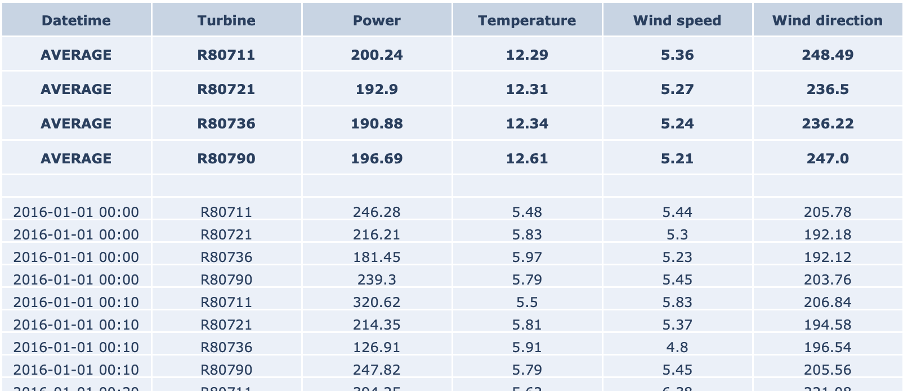 Datetime Turbine Power Temperature Wind speed Wind direction
AVERAGE R80711 200.24 12.29 5.36 248.49
AVERAGE R80721 192.9 12.31 5.27 236.5
AVERAGE R80736 190.88 12.34 5.24 236.22
AVERAGE R80790 196.69 12.61 5.21 247.0
2016-01-01 00:00 R80711 246.28 5.48 5.44 205.78
2016-01-01 00:00 R80721 216.21 5.83 5.3 192.18
2016-01-01 00:00 R80736 181.45 5.97 5.23 192.12
2016-01-01 00:00 R80790 239.3 5.79 5.45 203.76
2016-01-01 00:10 R80711 320.62 5.5 5.83 206.84
2016-01-01 00:10 R80721 214.35 5.81 5.37 194.58
2016-01-01 00:10 R80736 126.91 5.91 4.8 196.54
2016-01-01 00:10 R80790 247.82 5.79 5.45 205.56